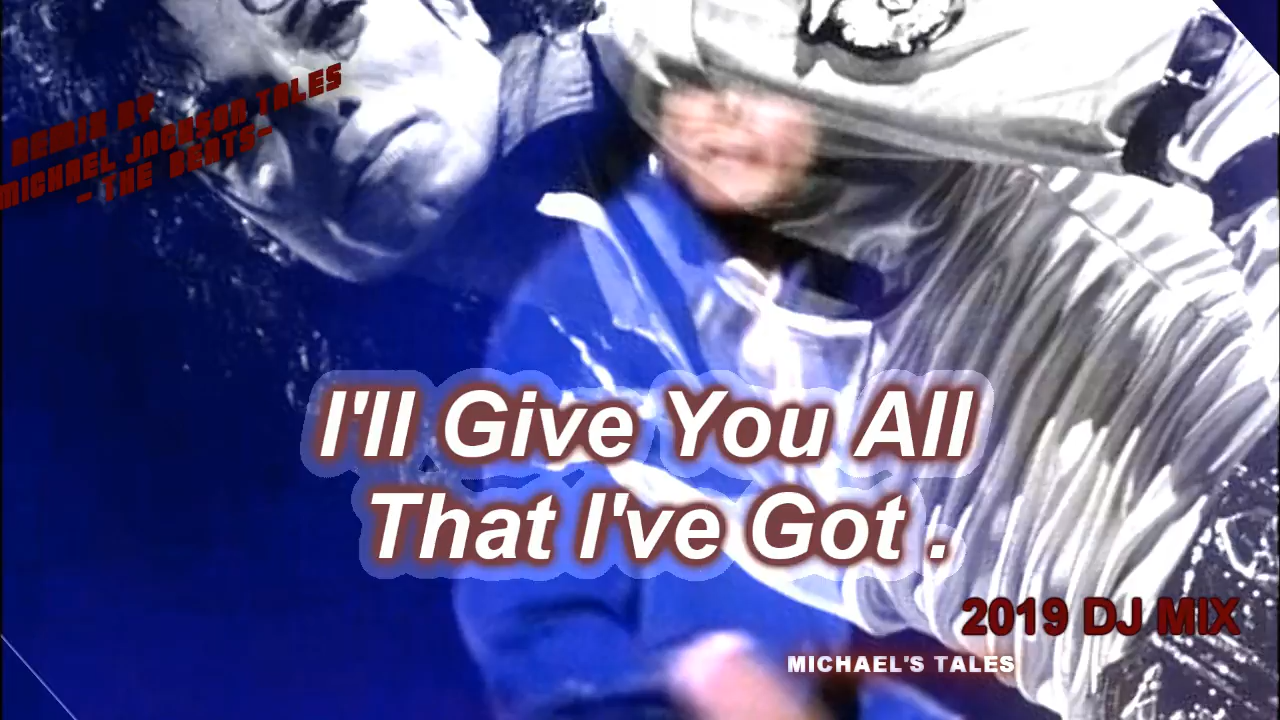 REMIX BY
MICHAEL JACKSON TALES
- THE BEATS-
I'll Give You All
That I've Got .
2019 DJ MIX
MICHAEL'S TALES